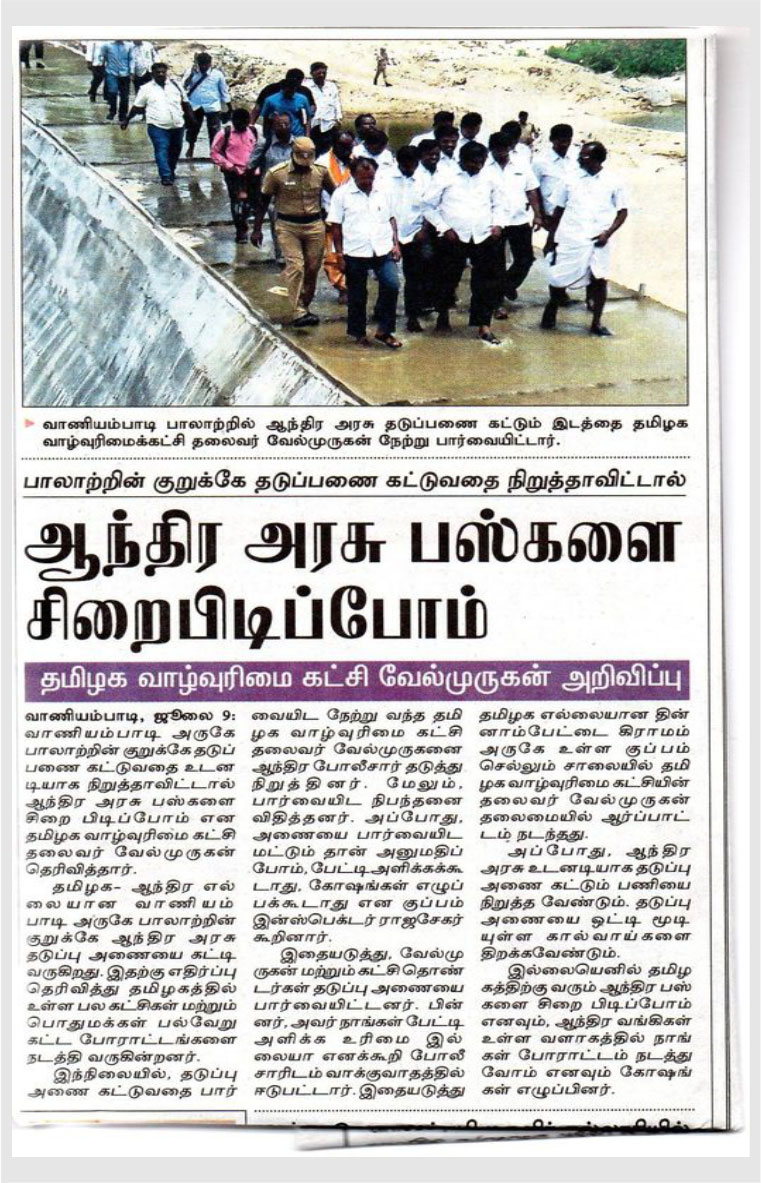 வாணியம்பாடி பாலாற்றில் ஆந்திர அரசு தடுப்பணை கட்டும் இடத்தை தமிழக
வாழ்வுரிமைக்கட்சி தலைவர் வேல்முருகன் நேற்று பார்வையிட்டார்.
பாலாற்றின் குறுக்கே தடுப்பணை கட்டுவதை நிறுத்தாவிட்டால்
ஆந்திர அரசு பஸ்களை
சிறைபிடிப்போம்
தமிழக வாழ்வுரிமை கட்சி வேல்முருகன் அறிவிப்பு
வாணியம்பாடி, ஜூலை 9:
வாணியம்பாடி அருகே
பாலாற்றின் குறுக்கே தடுப்
பணை கட்டுவதை உடன
டியாக நிறுத்தாவிட்டால்
ஆந்திர அரசு பஸ்களை
சிறை பிடிப்போம் என
தமிழக வாழ்வுரிமை கட்சி
தலைவர் வேல்முருகன்
தெரிவித்தார்.
தமிழக- ஆந்திர எல்
லையான வாணியம்
பாடி அருகே பாலாற்றின்
குறுக்கே ஆந்திர அரசு
தடுப்பு அணையை கட்டி
வருகிறது. இதற்கு எதிர்ப்பு
தெரிவித்து தமிழகத்தில்
உள்ள பல கட்சிகள் மற்றும்
பொதுமக்கள் பல்வேறு
கட்ட போராட்டங்களை
நடத்தி வருகின்றனர்.
இந்நிலையில், தடுப்பு
அணை கட்டுவதை பார்
வையிட நேற்று வந்த தமி
ழக வாழ்வுரிமை கட்சி
தலைவர் வேல்முருகனை
ஆந்திர போலீசார் தடுத்து
நிறுத்தினர். மேலும்,
பார்வையிட நிபந்தனை
விதித்தனர். அப்போது,
அணையை பார்வையிட
மட்டும் தான் அனுமதிப்
போம், பேட்டி அளிக்கக்கூ
டாது, கோஷங்கள் எழுப்
பக்கூடாது என குப்பம்
இன்ஸ்பெக்டர் ராஜசேகர்
கூறினார்.
இதையடுத்து, வேல்மு
ருகன் மற்றும் கட்சி தொண்
டர்கள் தடுப்பு அணையை
பார்வையிட்டனர். பின்
னர், அவர் நாங்கள் பேட்டி
அளிக்க உரிமை இல்
லையா எனக்கூறி போலீ
சாரிடம் வாக்குவாதத்தில்
ஈடுபட்டார். இதையடுத்து
தமிழக எல்லையான தின்
னாம்பேட்டை கிராமம்
அருகே உள்ள குப்பம்
செல்லும் சாலையில் தமி
ழக வாழ்வுரிமை கட்சியின்
தலைவர் வேல்முருகன்
தலைமையில் ஆர்ப்பாட்
டம் நடந்தது.
அப்போது, ஆந்திர
அரசு உடனடியாக தடுப்பு
அணை கட்டும் பணியை
நிறுத்த வேண்டும். தடுப்பு
அணையை ஒட்டி மூடி
யுள்ள கால்வாய்களை
திறக்கவேண்டும்.
இல்லையெனில் தமிழ
கத்திற்கு வரும் ஆந்திர பஸ்
களை சிறை பிடிப்போம்
எனவும், ஆந்திர வங்கிகள்
உள்ள வளாகத்தில் நாங்
கள் போராட்டம் நடத்து
வோம் எனவும் கோஷங்
கள் எழுப்பினர்.